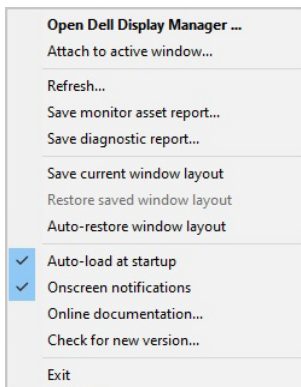 Open Dell Display Manager ...
Attach to active window...
Refresh...
Save monitor asset report...
Save diagnostic report...
Save current window layout
Restore saved window layout
Auto-restore window layout
Auto-load at startup
Onscreen notifications
Online documentation...
Check for new version...
Exit